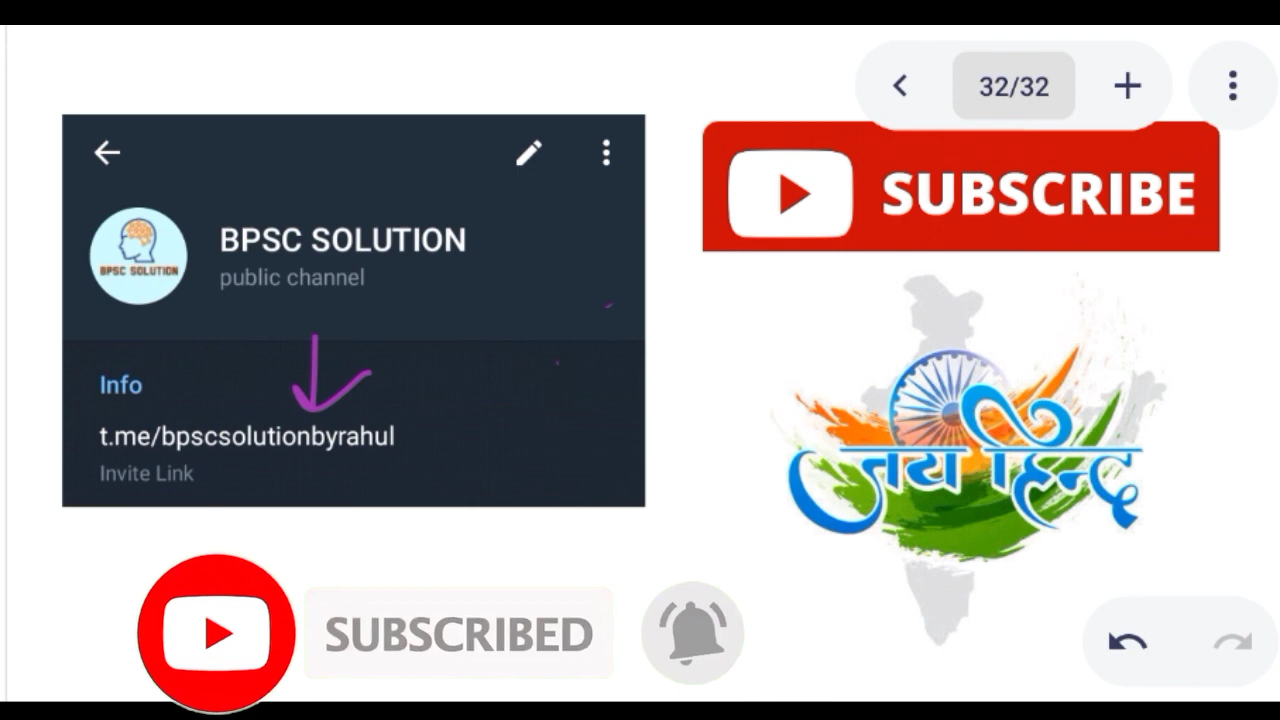 32/32
SUBSCRIBE
BPSC SOLUTION
BPSC SOLUTION
public channel
Info
t.me/bpscsolutionbyrahul
Invite Link
जय हिन्द
SUBSCRIBED